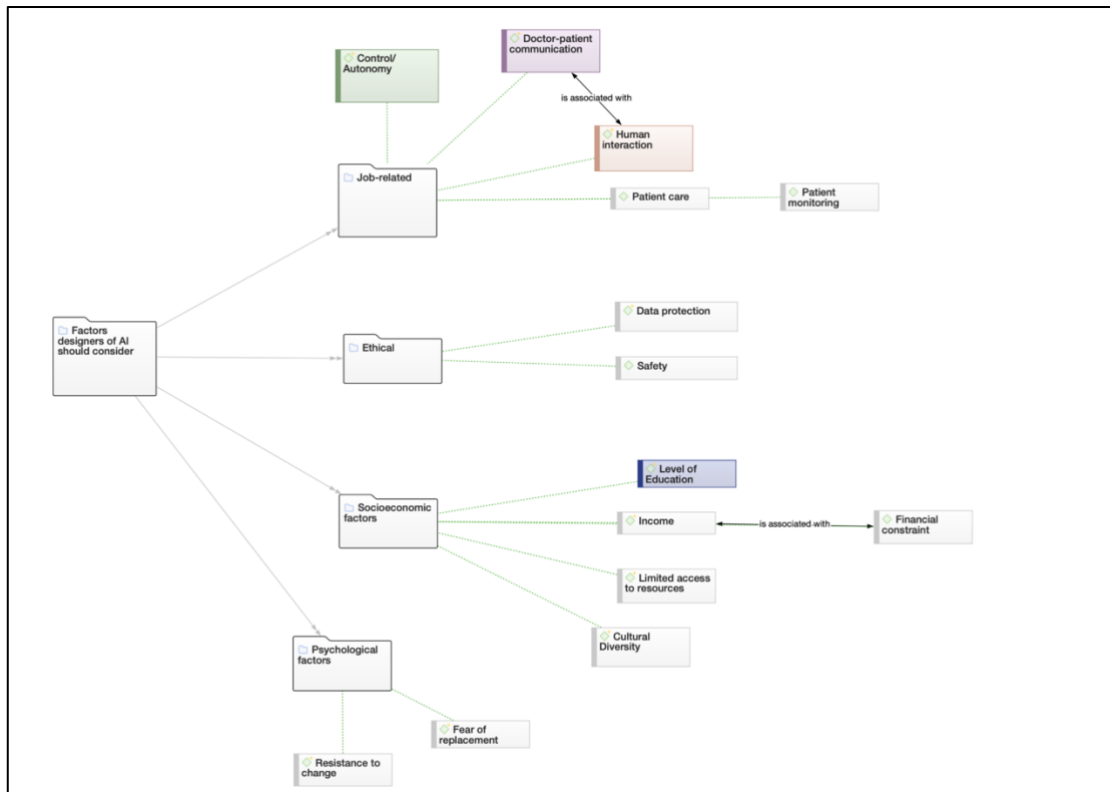 Control/
Autonomy
Doctor-patient
communication
is associated with
Human
interaction
Job-related
Patient care
Patient
monitoring
Factors
designers of AI
should consider
Ethical
Data protection
Safety
Socioeconomic
factors
Level of
Education
Income
is associated with
Financial
constraint
Limited access
to resources
Cultural
Diversity
Psychological
factors
Fear of
replacement
Resistance to
change